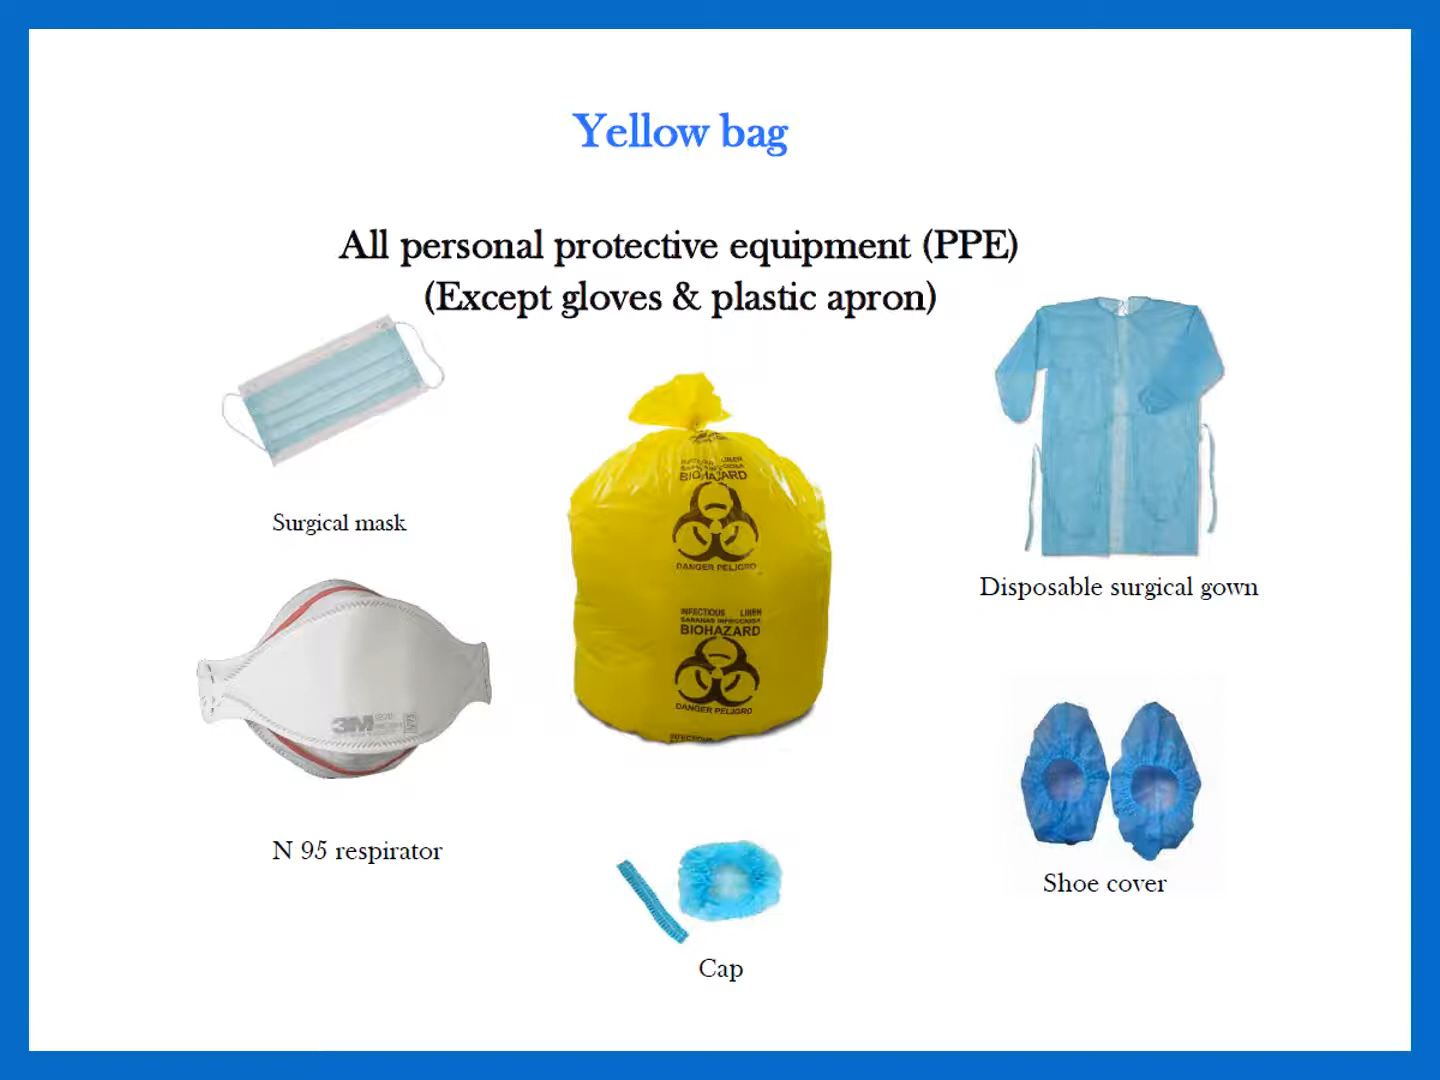 Yellow bag
All personal protective equipment (PPE)
(Except gloves & plastic apron)
Surgical mask
Disposable surgical gown
BIOHAZARD
DANGER PELIGRO
INFECTIOUS LINEN
BIOHAZARD
DANGER PELIGRO
3M
N 95 respirator
Shoe cover
Cap